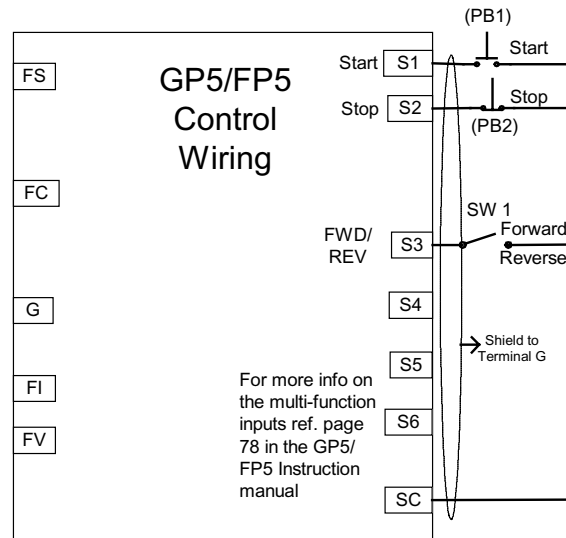 (PB1)
Start
S1
Start
FS
GP5/FP5
Control
Wiring
Stop
S2
Stop
(PB2)
FC
SW 1
FWD/
REV
S3
Forward
Reverse
G
S4
Shield to
Terminal G
S5
FI
For more info on
the multi-function
inputs ref. page
78 in the GP5/
FP5 Instruction
manual
S6
FV
SC